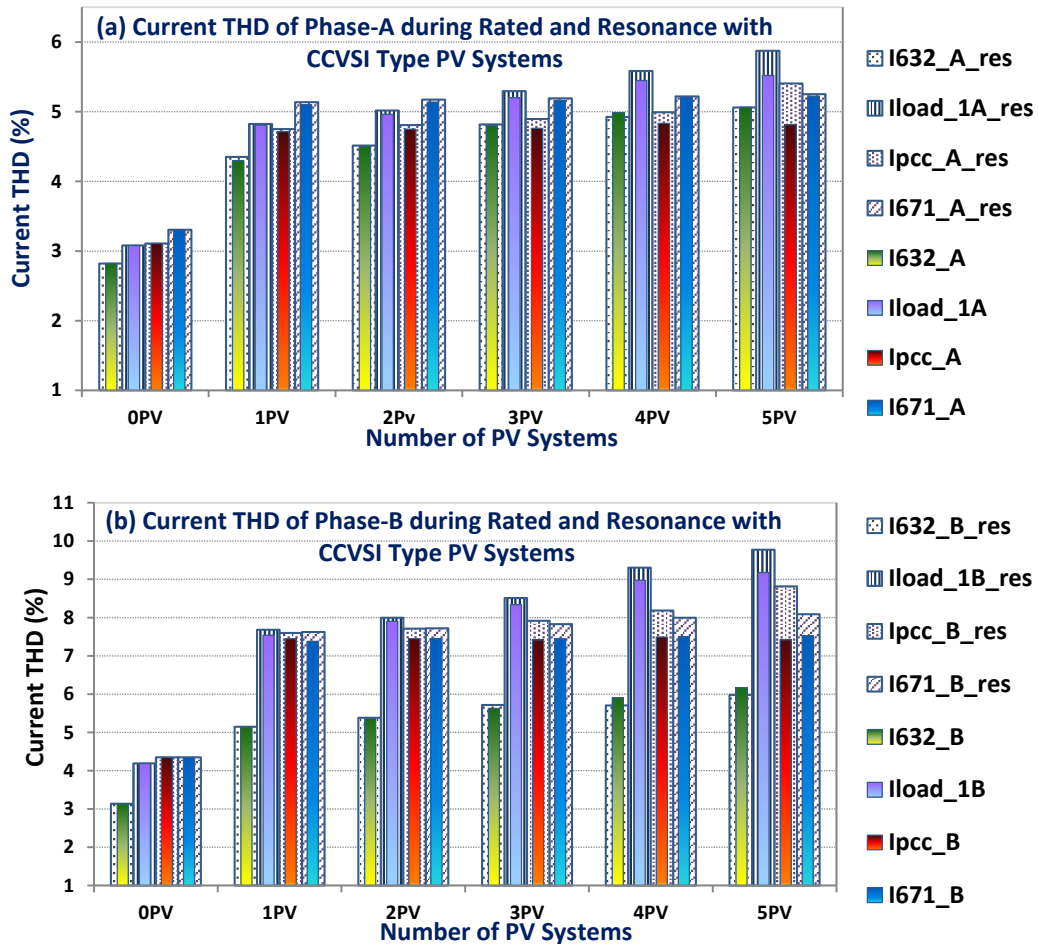 (a) Current THD of Phase-A during Rated and Resonance with
CCVSI Type PV Systems
Current THD (%)
6
5
4
3
2
1
0PV 1PV 2Pv 3PV 4PV 5PV
Number of PV Systems
I632_A_res
Iload_1A_res
Ipcc_A_res
I671_A_res
I632_A
Iload_1A
Ipcc_A
I671_A
(b) Current THD of Phase-B during Rated and Resonance with
CCVSI Type PV Systems
Current THD (%)
11
10
9
8
7
6
5
4
3
2
1
0PV 1PV 2PV 3PV 4PV 5PV
Number of PV Systems
I632_B_res
Iload_1B_res
Ipcc_B_res
I671_B_res
I632_B
Iload_1B
Ipcc_B
I671_B